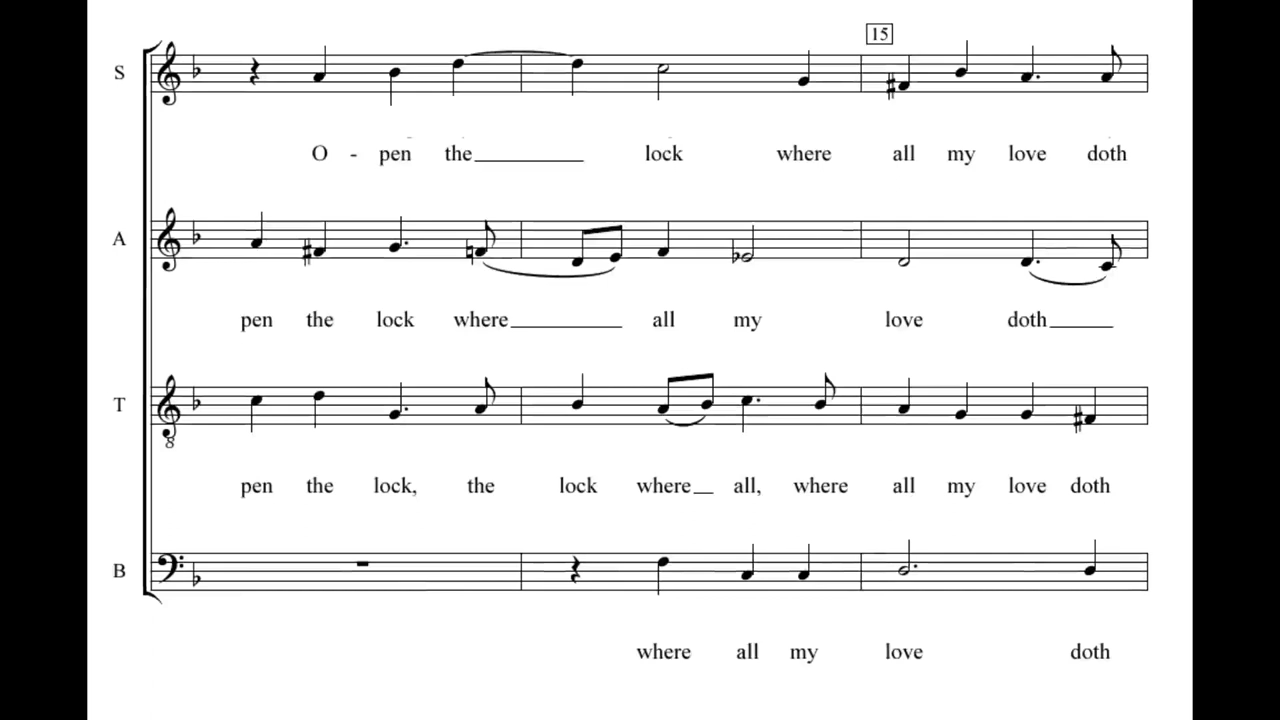 15
S
O - pen the lock where all my love doth
A
pen the lock where all my love doth
T
8
pen the lock, the lock where all, where all my love doth
B
where all my love doth